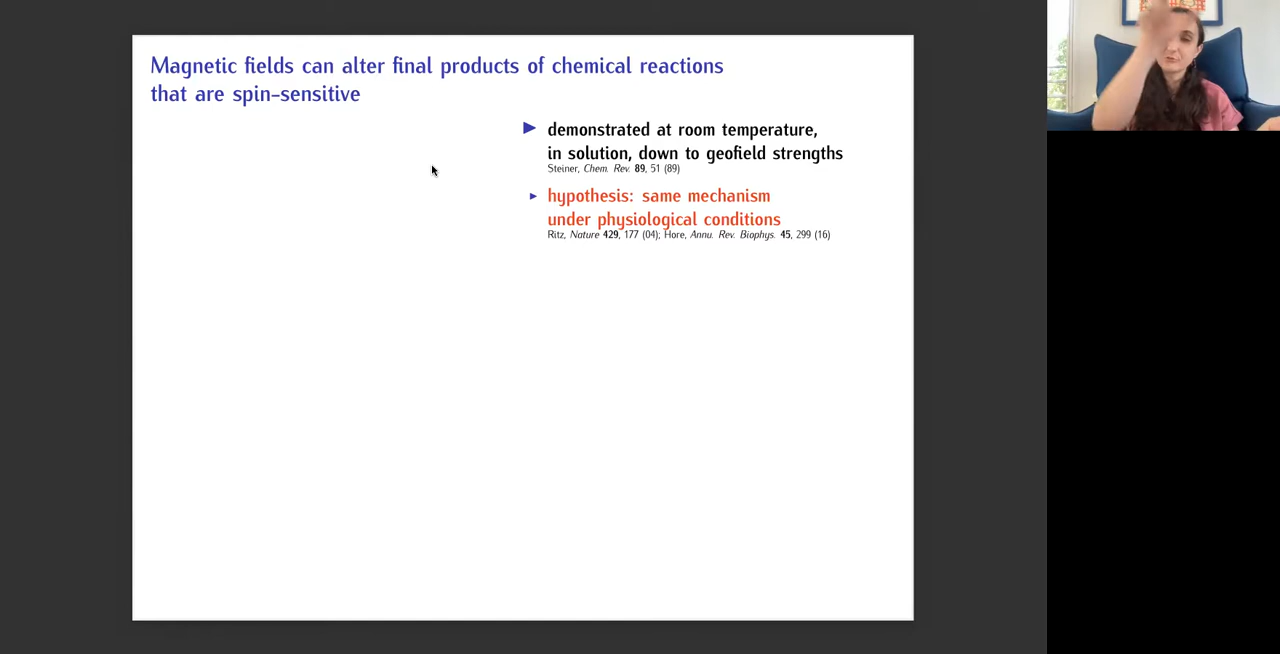 Magnetic fields can alter final products of chemical reactions
that are spin-sensitive
demonstrated at room temperature,
in solution, down to geofield strengths
Steiner, Chem. Rev. 89, 51 (89)
hypothesis: same mechanism
under physiological conditions
Ritz, Nature 429, 177 (04); Hore, Annu. Rev. Biophys. 45, 299 (16)